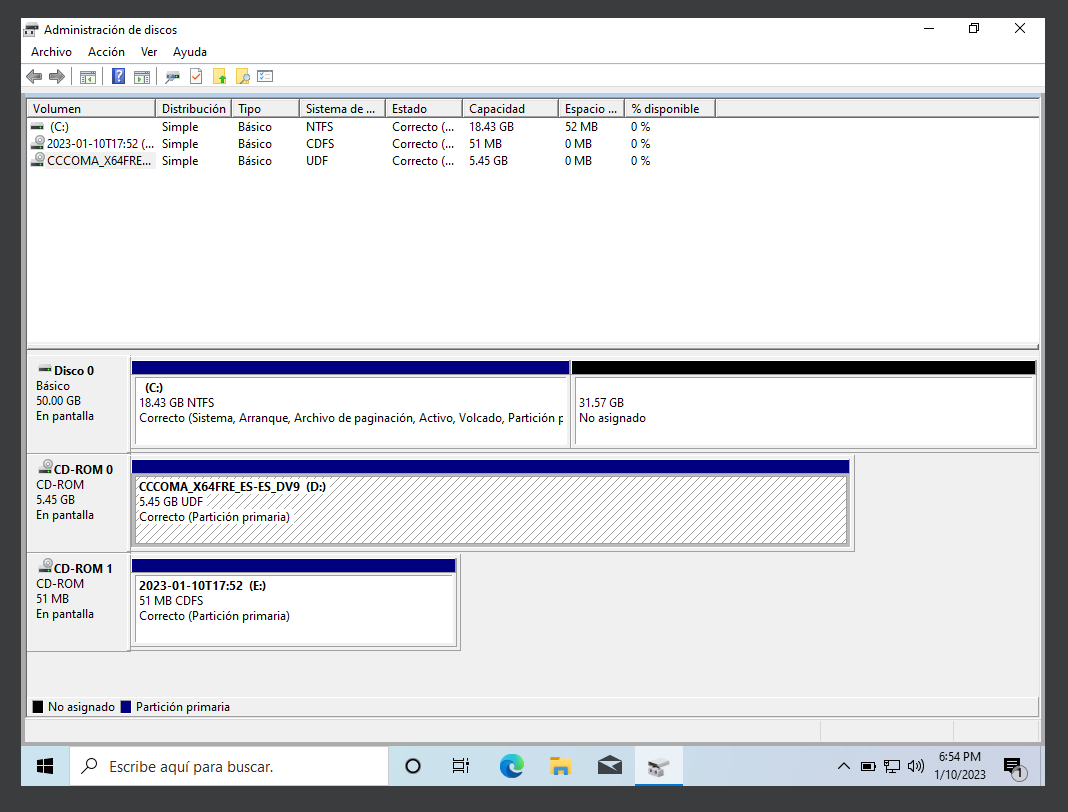 Administración de discos
Archivo Acción Ver Ayuda
Volumen Distribución Tipo Sistema de ... Estado Capacidad Espacio ... % disponible
(C:) Simple Básico NTFS Correcto (... 18.43 GB 52 MB 0 %
2023-01-10T17:52 (... Simple Básico CDFS Correcto (... 51 MB 0 MB 0 %
CCCOMA_X64FRE... Simple Básico UDF Correcto (... 5.45 GB 0 MB 0 %
Disco 0
Básico
50.00 GB
En pantalla
(C:)
18.43 GB NTFS
Correcto (Sistema, Arranque, Archivo de paginación, Activo, Volcado, Partición p
31.57 GB
No asignado
CD-ROM 0
CD-ROM
5.45 GB
En pantalla
CCCOMA_X64FRE_ES-ES_DV9 (D:)
5.45 GB UDF
Correcto (Partición primaria)
CD-ROM 1
CD-ROM
51 MB
En pantalla
2023-01-10T17:52 (E:)
51 MB CDFS
Correcto (Partición primaria)
No asignado Partición primaria
Escribe aquí para buscar.
6:54 PM
1/10/2023
1